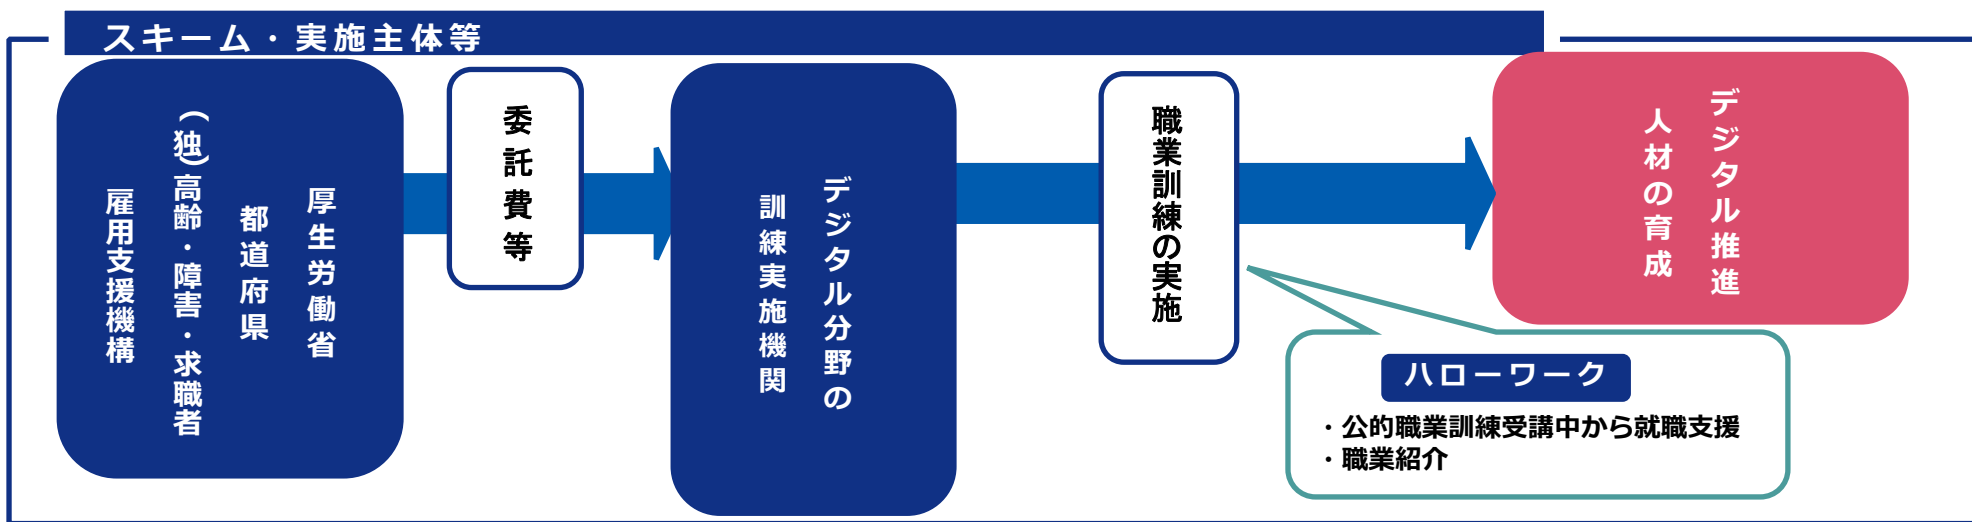 スキーム・実施主体等
厚生労働省
都道府県
（独）高齢・障害・求職者
雇用支援機構
委託費等
デジタル分野の
訓練実施機関
職業訓練の実施
デジタル推進
人材の育成
ハローワーク
・公的職業訓練受講中から就職支援
・職業紹介